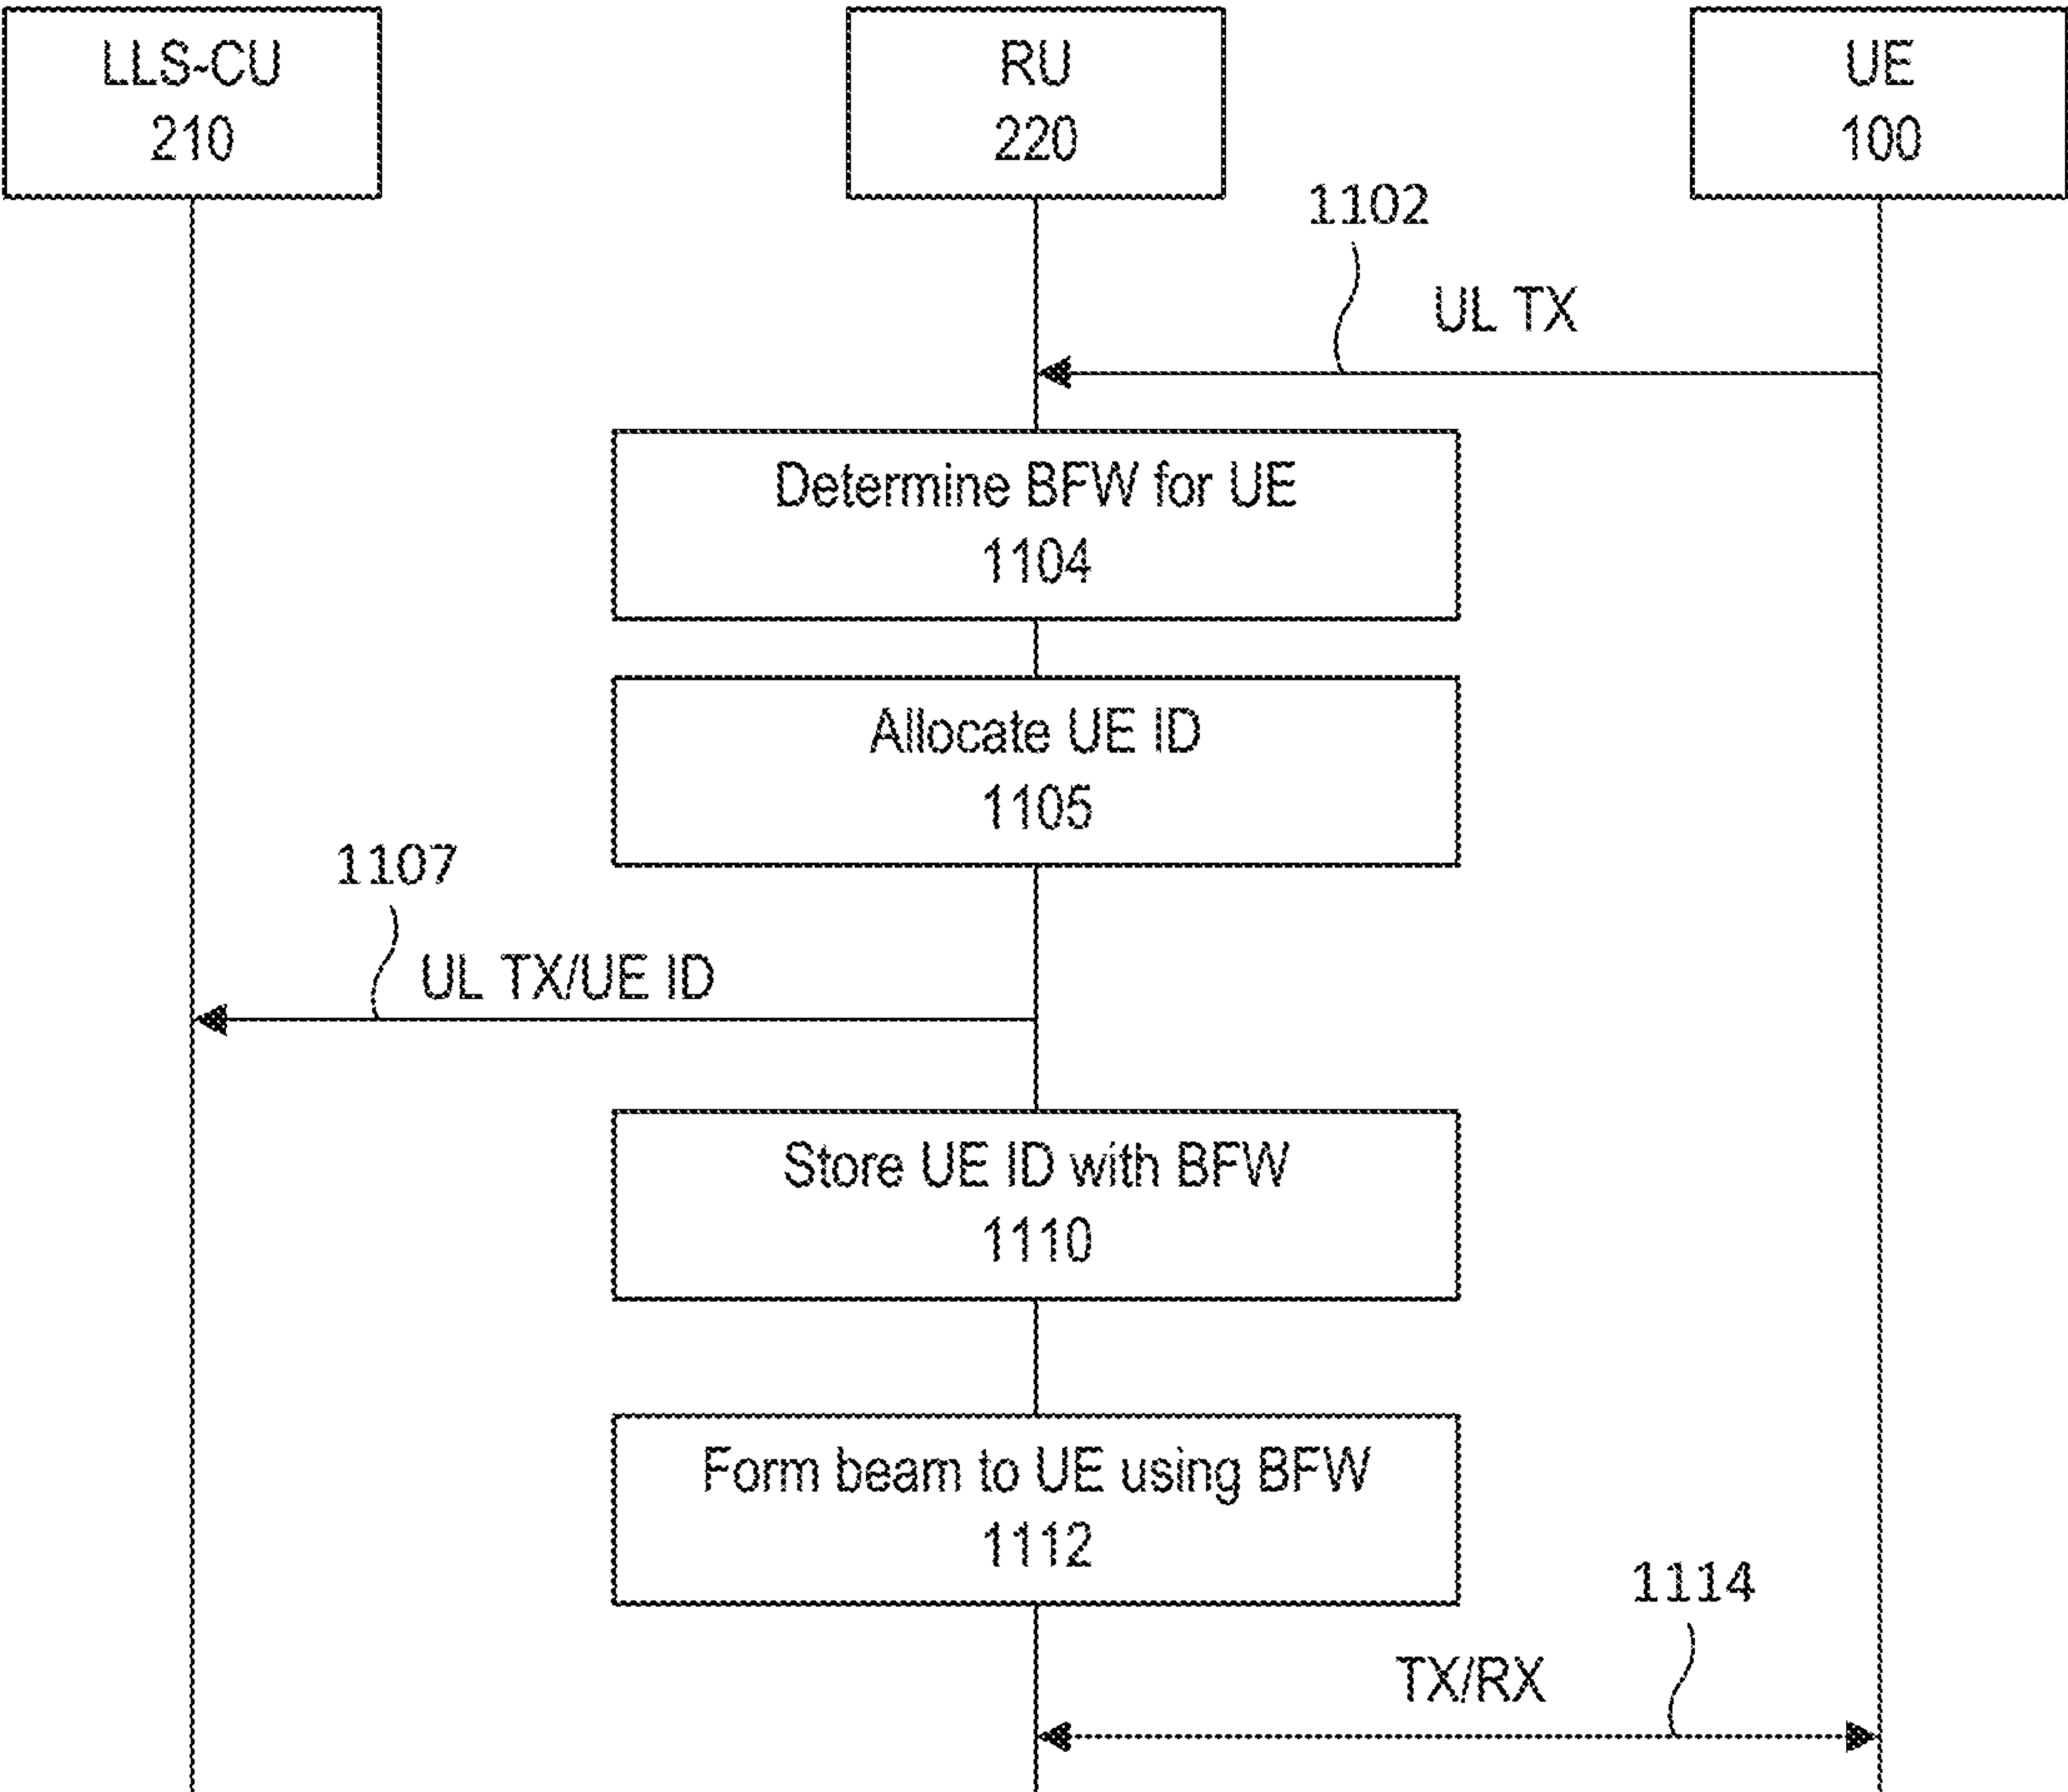 LLS-CU
210
RU
220
UE
100
1102
UL TX
Determine BFW for UE
1104
Allocate UE ID
1105
1107
UL TX/UE ID
Store UE ID with BFW
1110
Form beam to UE using BFW
1112
1114
TX/RX